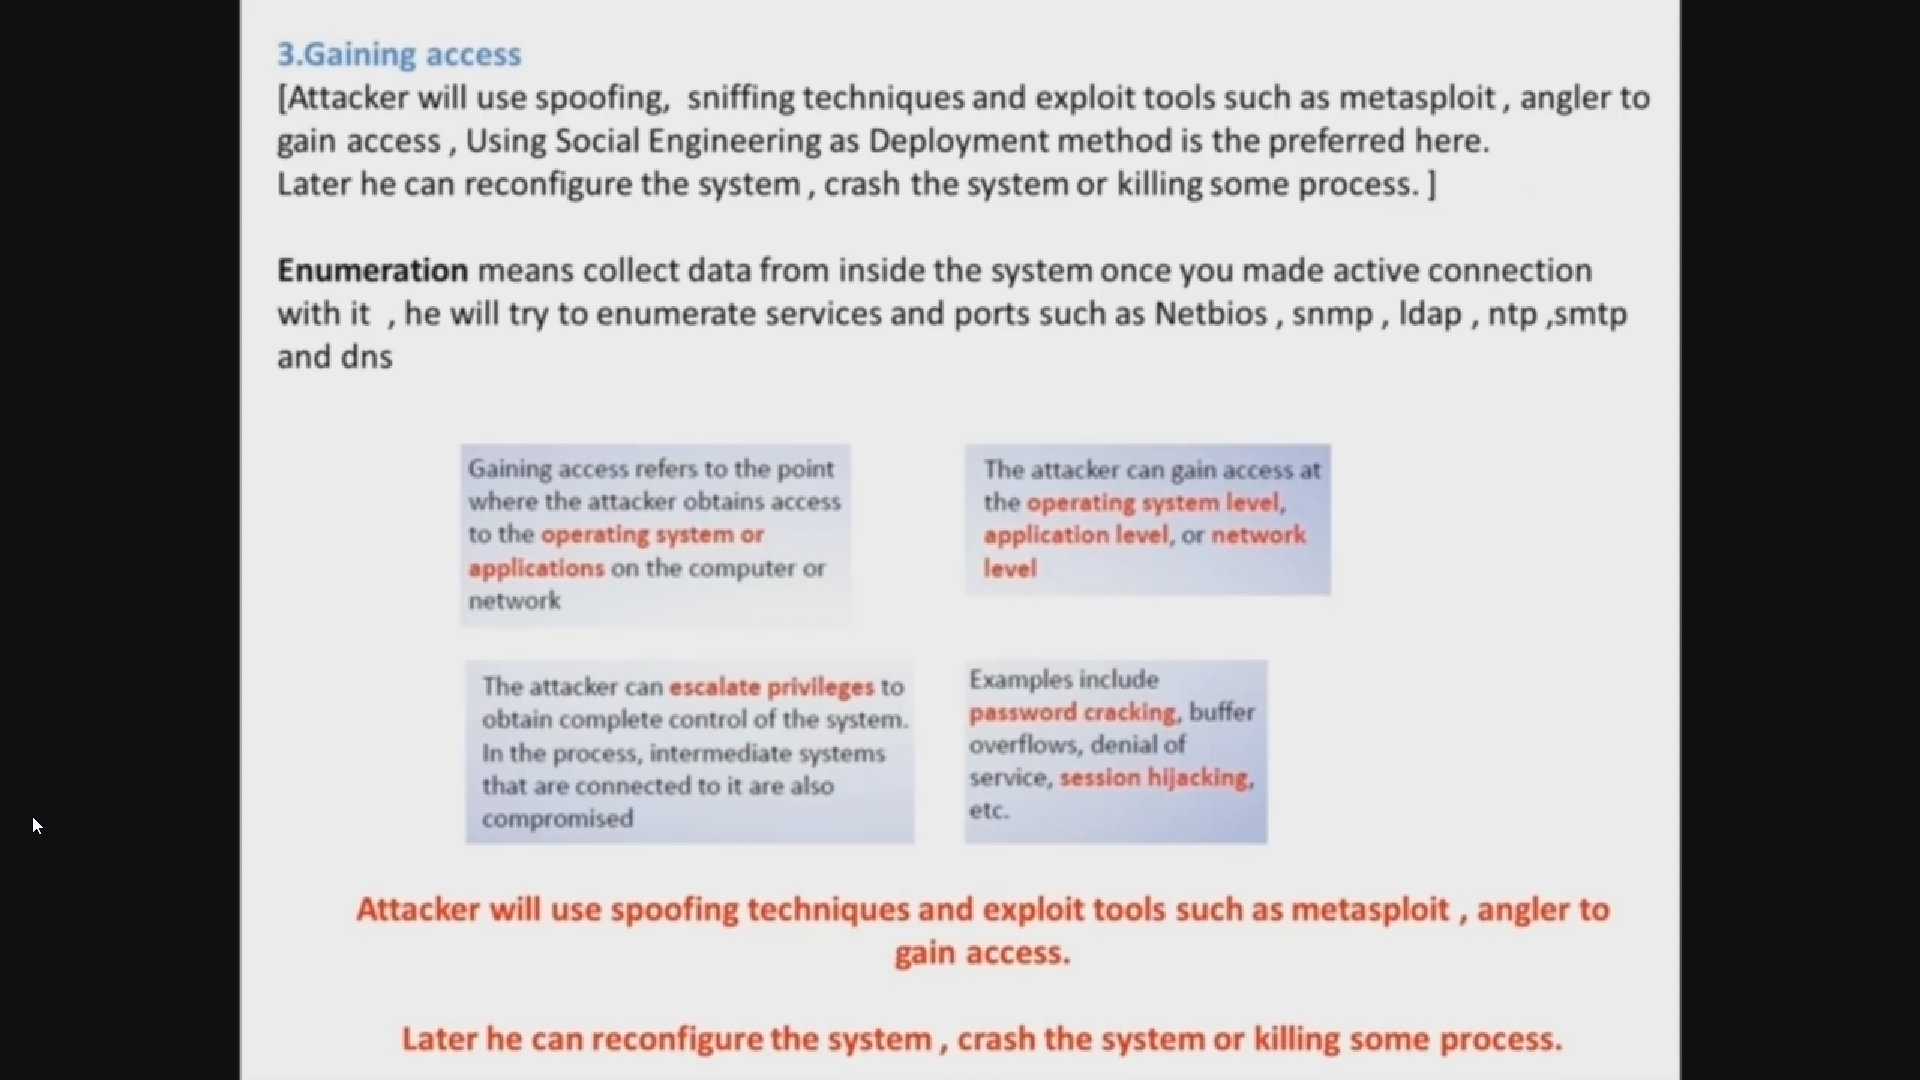 3.Gaining access
[Attacker will use spoofing, sniffing techniques and exploit tools such as metasploit , angler to
gain access , Using Social Engineering as Deployment method is the preferred here.
Later he can reconfigure the system , crash the system or killing some process. ]
Enumeration means collect data from inside the system once you made active connection
with it , he will try to enumerate services and ports such as Netbios , snmp , ldap , ntp ,smtp
and dns
Gaining access refers to the point
where the attacker obtains access
to the operating system or
applications on the computer or
network
The attacker can gain access at
the operating system level,
application level, or network
level
The attacker can escalate privileges to
obtain complete control of the system.
In the process, intermediate systems
that are connected to it are also
compromised
Examples include
password cracking, buffer
overflows, denial of
service, session hijacking,
etc.
Attacker will use spoofing techniques and exploit tools such as metasploit , angler to
gain access.
Later he can reconfigure the system , crash the system or killing some process.